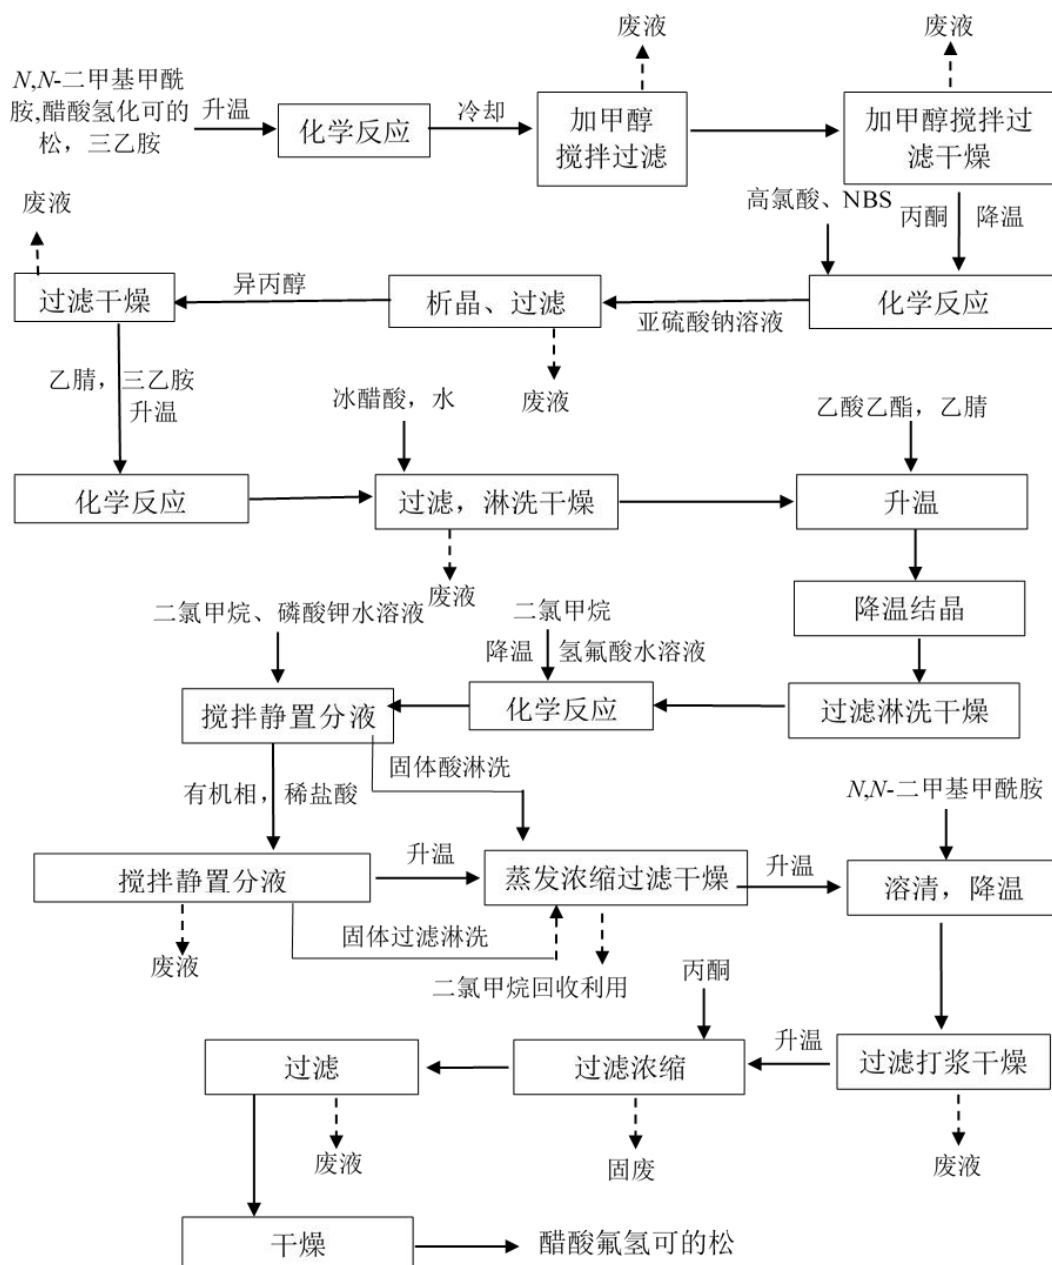 废液
废液
N,N-二甲基甲酰
胺,醋酸氢化可的
松，三乙胺
升温
化学反应
冷却
加甲醇
搅拌过滤
加甲醇搅拌过
滤干燥
废液
高氯酸、NBS
丙酮
降温
过滤干燥
异丙醇
析晶、过滤
亚硫酸钠溶液
化学反应
乙腈，三乙胺
升温
冰醋酸，水
废液
乙酸乙酯，乙腈
化学反应
过滤，淋洗干燥
升温
废液
二氯甲烷、磷酸钾水溶液
二氯甲烷
降温
氢氟酸水溶液
降温结晶
搅拌静置分液
化学反应
过滤淋洗干燥
固体酸淋洗
有机相，稀盐酸
N,N-二甲基甲酰胺
搅拌静置分液
升温
蒸发浓缩过滤干燥
升温
溶清，降温
固体过滤淋洗
废液
二氯甲烷回收利用
丙酮
过滤
过滤浓缩
升温
过滤打浆干燥
废液
固废
废液
干燥
醋酸氟氢可的松